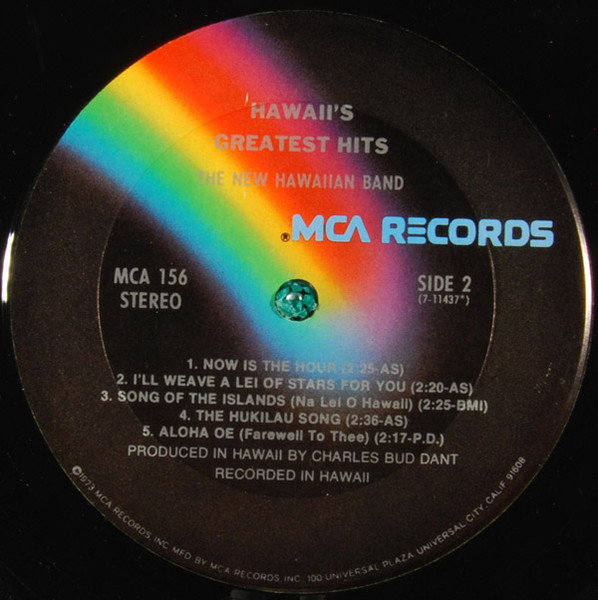 HAWAII'S
GREATEST HITS
THE NEW HAWAIIAN BAND
®MCA RECORDS
MCA 156
STEREO
SIDE 2
(7-11437*)
1. NOW IS THE HOUR (2:25-AS)
2. I'LL WEAVE A LEI OF STARS FOR YOU (2:20-AS)
3. SONG OF THE ISLANDS (Na Lei O Hawaii) (2:25-BMI)
4. THE HUKILAU SONG (2:36-AS)
5. ALOHA OE (Farewell To Thee) (2:17-P.D.)
PRODUCED IN HAWAII BY CHARLES BUD DANT
RECORDED IN HAWAII
©1973 MCA RECORDS, INC. MFD. BY MCA RECORDS, INC., 100 UNIVERSAL PLAZA, UNIVERSAL CITY, CALIF. 91608